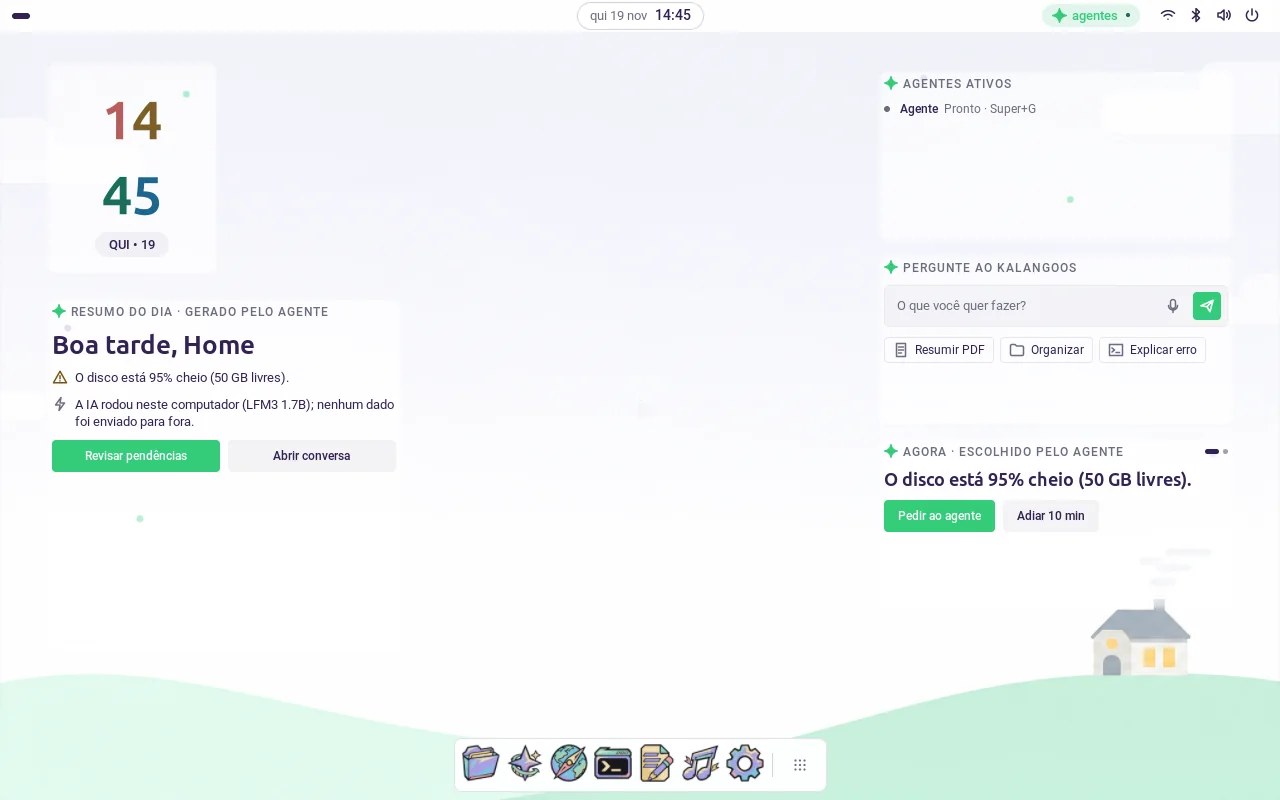 qui 19 nov 14:45
agentes
14
45
QUI • 19
RESUMO DO DIA · GERADO PELO AGENTE
Boa tarde, Home
O disco está 95% cheio (50 GB livres).
A IA rodou neste computador (LFM3 1.7B); nenhum dado
foi enviado para fora.
Revisar pendências
Abrir conversa
AGENTES ATIVOS
Agente Pronto · Super+G
PERGUNTE AO KALANGOOS
O que você quer fazer?
Resumir PDF
Organizar
Explicar erro
AGORA · ESCOLHIDO PELO AGENTE
O disco está 95% cheio (50 GB livres).
Pedir ao agente
Adiar 10 min